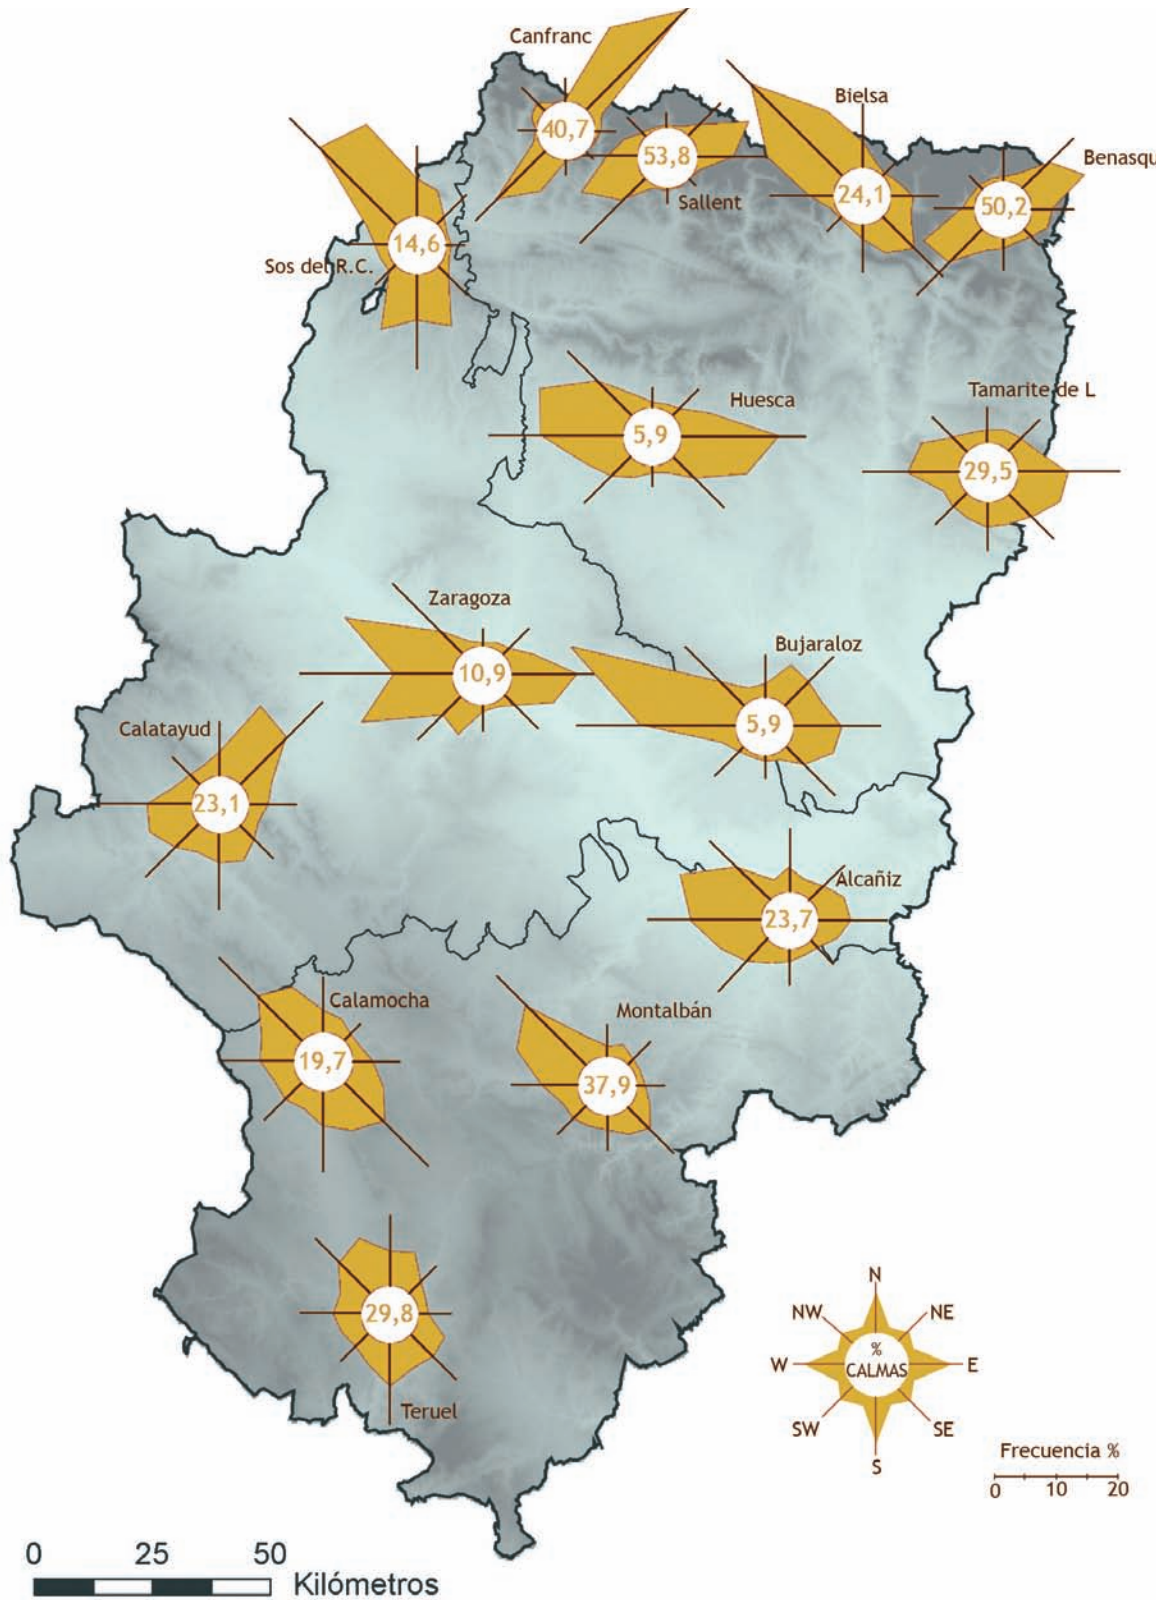 Canfranc
40,7
Bielsa
53,8
Benasqu
Sallent
24,1
50,2
14,6
Sos del R.C.
Huesca
5,9
Tamarite de L
29,5
Zaragoza
10,9
Bujaraloz
5,9
Calatayud
23,1
Alcañiz
23,7
Calamocha
19,7
Montalbán
37,9
29,8
Teruel
N
NW NE
%
CALMAS
W E
SW SE
S
Frecuencia %
0 10 20
0 25 50
Kilómetros